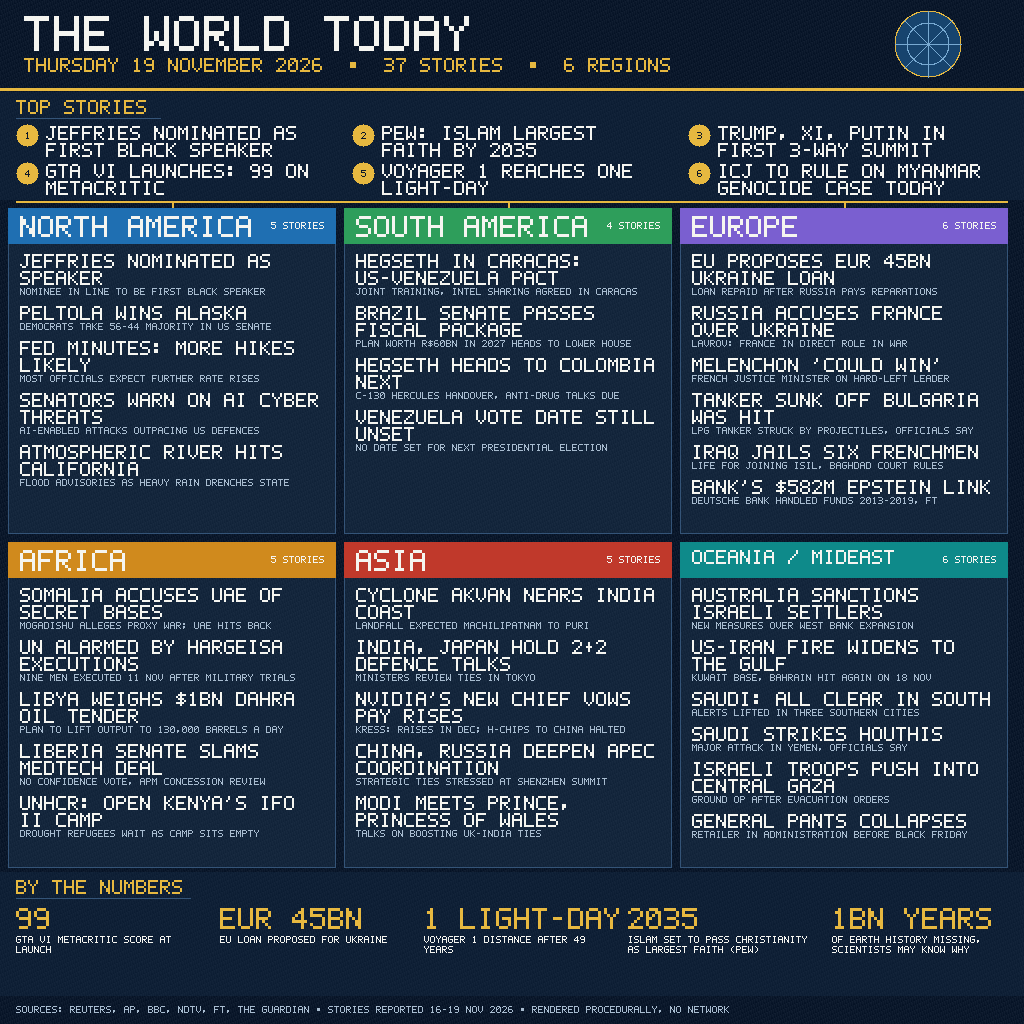 THE WORLD TODAY
THURSDAY 19 NOVEMBER 2026 ▪ 37 STORIES ▪ 6 REGIONS
TOP STORIES
1 JEFFRIES NOMINATED AS
FIRST BLACK SPEAKER
2 PEW: ISLAM LARGEST
FAITH BY 2035
3 TRUMP, XI, PUTIN IN
FIRST 3-WAY SUMMIT
4 GTA VI LAUNCHES: 99 ON
METACRITIC
5 VOYAGER 1 REACHES ONE
LIGHT-DAY
6 ICJ TO RULE ON MYANMAR
GENOCIDE CASE TODAY
NORTH AMERICA 5 STORIES
JEFFRIES NOMINATED AS
SPEAKER
NOMINEE IN LINE TO BE FIRST BLACK SPEAKER
PELTOLA WINS ALASKA
DEMOCRATS TAKE 56-44 MAJORITY IN US SENATE
FED MINUTES: MORE HIKES
LIKELY
MOST OFFICIALS EXPECT FURTHER RATE RISES
SENATORS WARN ON AI CYBER
THREATS
AI-ENABLED ATTACKS OUTPACING US DEFENCES
ATMOSPHERIC RIVER HITS
CALIFORNIA
FLOOD ADVISORIES AS HEAVY RAIN DRENCHES STATE
SOUTH AMERICA 4 STORIES
HEGSETH IN CARACAS:
US-VENEZUELA PACT
JOINT TRAINING, INTEL SHARING AGREED IN CARACAS
BRAZIL SENATE PASSES
FISCAL PACKAGE
PLAN WORTH R$60BN IN 2027 HEADS TO LOWER HOUSE
HEGSETH HEADS TO COLOMBIA
NEXT
C-130 HERCULES HANDOVER, ANTI-DRUG TALKS DUE
VENEZUELA VOTE DATE STILL
UNSET
NO DATE SET FOR NEXT PRESIDENTIAL ELECTION
EUROPE 6 STORIES
EU PROPOSES EUR 45BN
UKRAINE LOAN
LOAN REPAID AFTER RUSSIA PAYS REPARATIONS
RUSSIA ACCUSES FRANCE
OVER UKRAINE
LAVROV: FRANCE IN DIRECT ROLE IN WAR
MELENCHON 'COULD WIN'
FRENCH JUSTICE MINISTER ON HARD-LEFT LEADER
TANKER SUNK OFF BULGARIA
WAS HIT
LPG TANKER STRUCK BY PROJECTILES, OFFICIALS SAY
IRAQ JAILS SIX FRENCHMEN
LIFE FOR JOINING ISIL, BAGHDAD COURT RULES
BANK'S $582M EPSTEIN LINK
DEUTSCHE BANK HANDLED FUNDS 2013-2019, FT
AFRICA 5 STORIES
SOMALIA ACCUSES UAE OF
SECRET BASES
MOGADISHU ALLEGES PROXY WAR; UAE HITS BACK
UN ALARMED BY HARGEISA
EXECUTIONS
NINE MEN EXECUTED 11 NOV AFTER MILITARY TRIALS
LIBYA WEIGHS $1BN DAHRA
OIL TENDER
PLAN TO LIFT OUTPUT TO 130,000 BARRELS A DAY
LIBERIA SENATE SLAMS
MEDTECH DEAL
NO CONFIDENCE VOTE, APM CONCESSION REVIEW
UNHCR: OPEN KENYA'S IFO
II CAMP
DROUGHT REFUGEES WAIT AS CAMP SITS EMPTY
ASIA 5 STORIES
CYCLONE AKVAN NEARS INDIA
COAST
LANDFALL EXPECTED MACHILIPATNAM TO PURI
INDIA, JAPAN HOLD 2+2
DEFENCE TALKS
MINISTERS REVIEW TIES IN TOKYO
NVIDIA'S NEW CHIEF VOWS
PAY RISES
KRESS: RAISES IN DEC; H-CHIPS TO CHINA HALTED
CHINA, RUSSIA DEEPEN APEC
COORDINATION
STRATEGIC TIES STRESSED AT SHENZHEN SUMMIT
MODI MEETS PRINCE,
PRINCESS OF WALES
TALKS ON BOOSTING UK-INDIA TIES
OCEANIA / MIDEAST 6 STORIES
AUSTRALIA SANCTIONS
ISRAELI SETTLERS
NEW MEASURES OVER WEST BANK EXPANSION
US-IRAN FIRE WIDENS TO
THE GULF
KUWAIT BASE, BAHRAIN HIT AGAIN ON 18 NOV
SAUDI: ALL CLEAR IN SOUTH
ALERTS LIFTED IN THREE SOUTHERN CITIES
SAUDI STRIKES HOUTHIS
MAJOR ATTACK IN YEMEN, OFFICIALS SAY
ISRAELI TROOPS PUSH INTO
CENTRAL GAZA
GROUND OP AFTER EVACUATION ORDERS
GENERAL PANTS COLLAPSES
RETAILER IN ADMINISTRATION BEFORE BLACK FRIDAY
BY THE NUMBERS
99
GTA VI METACRITIC SCORE AT
LAUNCH
EUR 45BN
EU LOAN PROPOSED FOR UKRAINE
1 LIGHT-DAY
VOYAGER 1 DISTANCE AFTER 49
YEARS
2035
ISLAM SET TO PASS CHRISTIANITY
AS LARGEST FAITH (PEW)
1BN YEARS
OF EARTH HISTORY MISSING,
SCIENTISTS MAY KNOW WHY
SOURCES: REUTERS, AP, BBC, NDTV, FT, THE GUARDIAN ▪ STORIES REPORTED 16-19 NOV 2026 ▪ RENDERED PROCEDURALLY, NO NETWORK